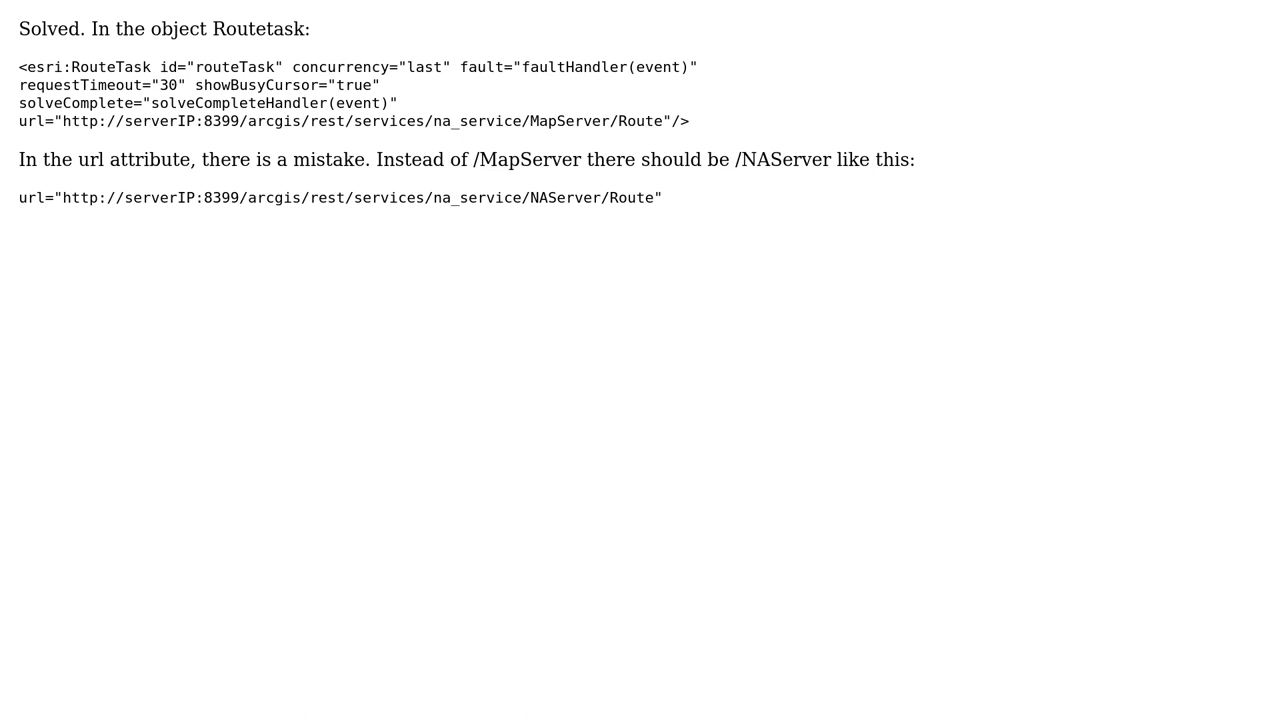 Solved. In the object Routetask:
<esri:RouteTask id="routeTask" concurrency="last" fault="faultHandler(event)"
requestTimeout="30" showBusyCursor="true"
solveComplete="solveCompleteHandler(event)"
url="http://serverIP:8399/arcgis/rest/services/na_service/MapServer/Route"/>
In the url attribute, there is a mistake. Instead of /MapServer there should be /NAServer like this:
url="http://serverIP:8399/arcgis/rest/services/na_service/NAServer/Route"